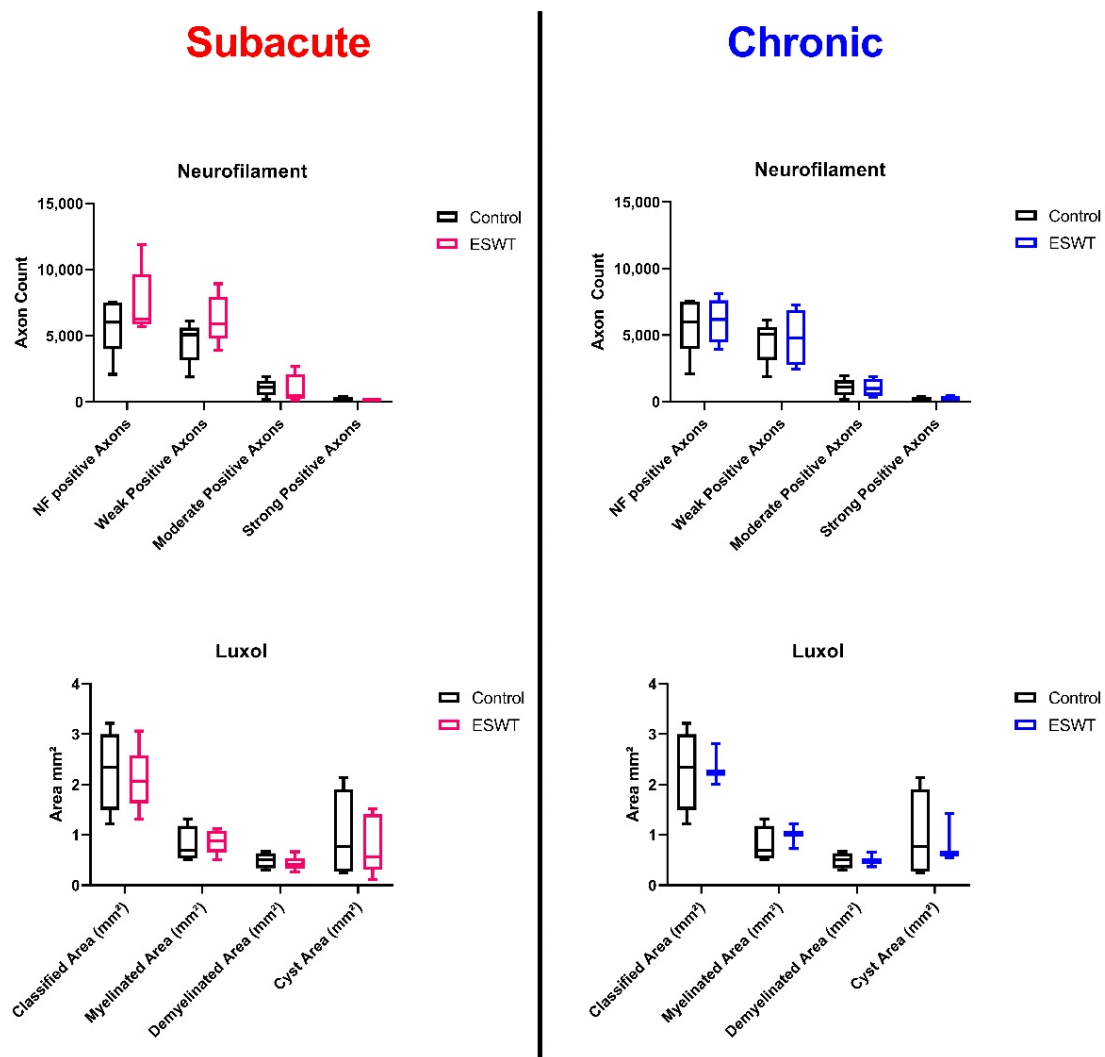 Subacute
Neurofilament
Axon Count
15,000
10,000
5,000
0
Control
ESWT
NF positive Axons
Weak Positive Axons
Moderate Positive Axons
Strong Positive Axons
Luxol
Area mm²
4
3
2
1
0
Control
ESWT
Classified Area (mm²)
Myelinated Area (mm²)
Demyelinated Area (mm²)
Cyst Area (mm²)
Chronic
Neurofilament
Axon Count
15,000
10,000
5,000
0
Control
ESWT
NF positive Axons
Weak Positive Axons
Moderate Positive Axons
Strong Positive Axons
Luxol
Area mm²
4
3
2
1
0
Control
ESWT
Classified Area (mm²)
Myelinated Area (mm²)
Demyelinated Area (mm²)
Cyst Area (mm²)